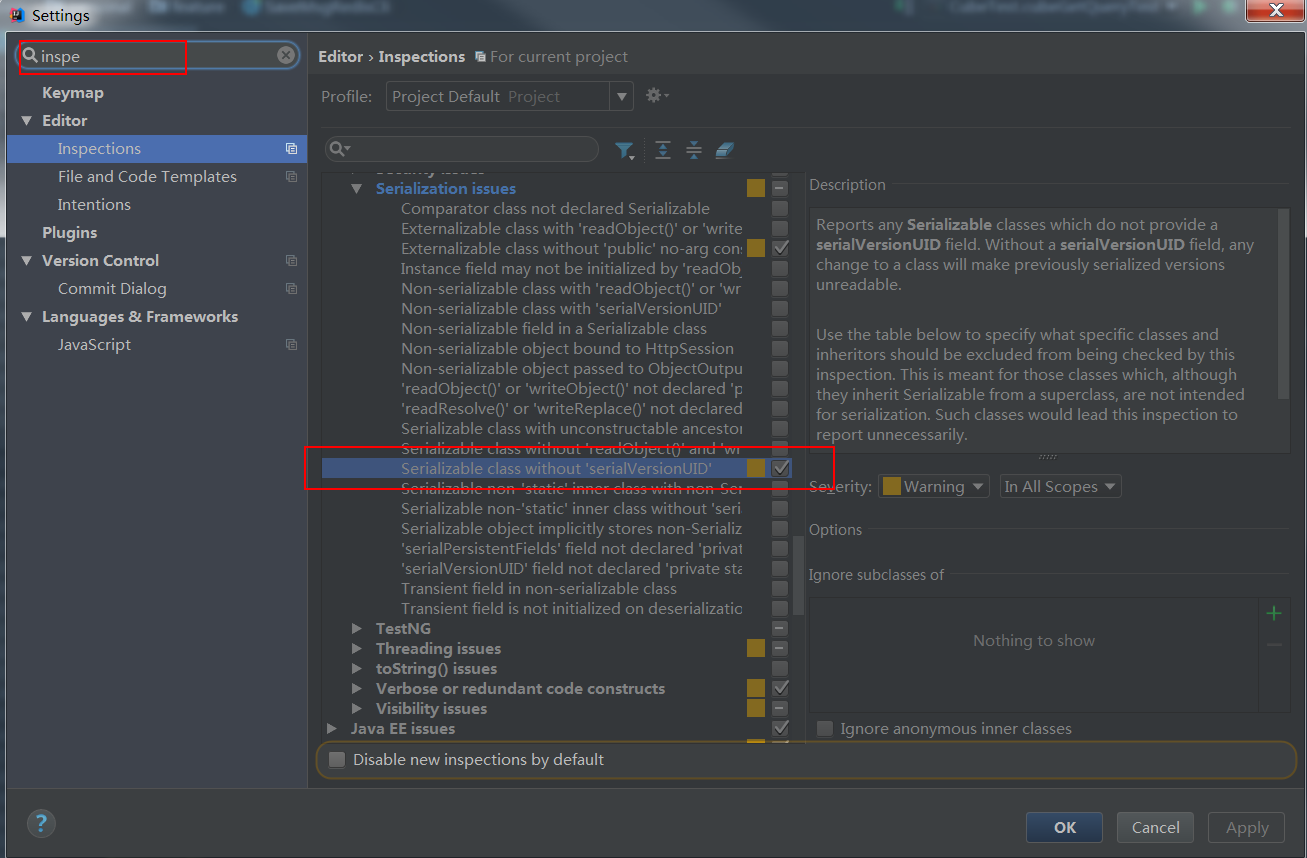 Settings
inspe
Keymap
Editor
Inspections
File and Code Templates
Intentions
Plugins
Version Control
Commit Dialog
Languages & Frameworks
JavaScript
Editor › Inspections For current project
Profile: Project Default Project
Serialization issues
Comparator class not declared Serializable
Externalizable class with 'readObject()' or 'write
Externalizable class without 'public' no-arg con
Instance field may not be initialized by 'readOb
Non-serializable class with 'readObject()' or 'wr
Non-serializable class with 'serialVersionUID'
Non-serializable field in a Serializable class
Non-serializable object bound to HttpSession
Non-serializable object passed to ObjectOutpu
'readObject()' or 'writeObject()' not declared 'p
'readResolve()' or 'writeReplace()' not declared
Serializable class with unconstructable ancestor
Serializable class without 'readObject()' and 'wr
Serializable class without 'serialVersionUID'
Serializable non-'static' inner class with non-Ser
Serializable non-'static' inner class without 'seri
Serializable object implicitly stores non-Serializ
'serialPersistentFields' field not declared 'privat
'serialVersionUID' field not declared 'private sta
Transient field in non-serializable class
Transient field is not initialized on deserializatio
TestNG
Threading issues
toString() issues
Verbose or redundant code constructs
Visibility issues
Java EE issues
Disable new inspections by default
Description
Reports any Serializable classes which do not provide a
serialVersionUID field. Without a serialVersionUID field, any
change to a class will make previously serialized versions
unreadable.
Use the table below to specify what specific classes and
inheritors should be excluded from being checked by this
inspection. This is meant for those classes which, although
they inherit Serializable from a superclass, are not intended
for serialization. Such classes would lead this inspection to
report unnecessarily.
Severity: Warning In All Scopes
Options
Ignore subclasses of
Nothing to show
Ignore anonymous inner classes
?
OK Cancel Apply